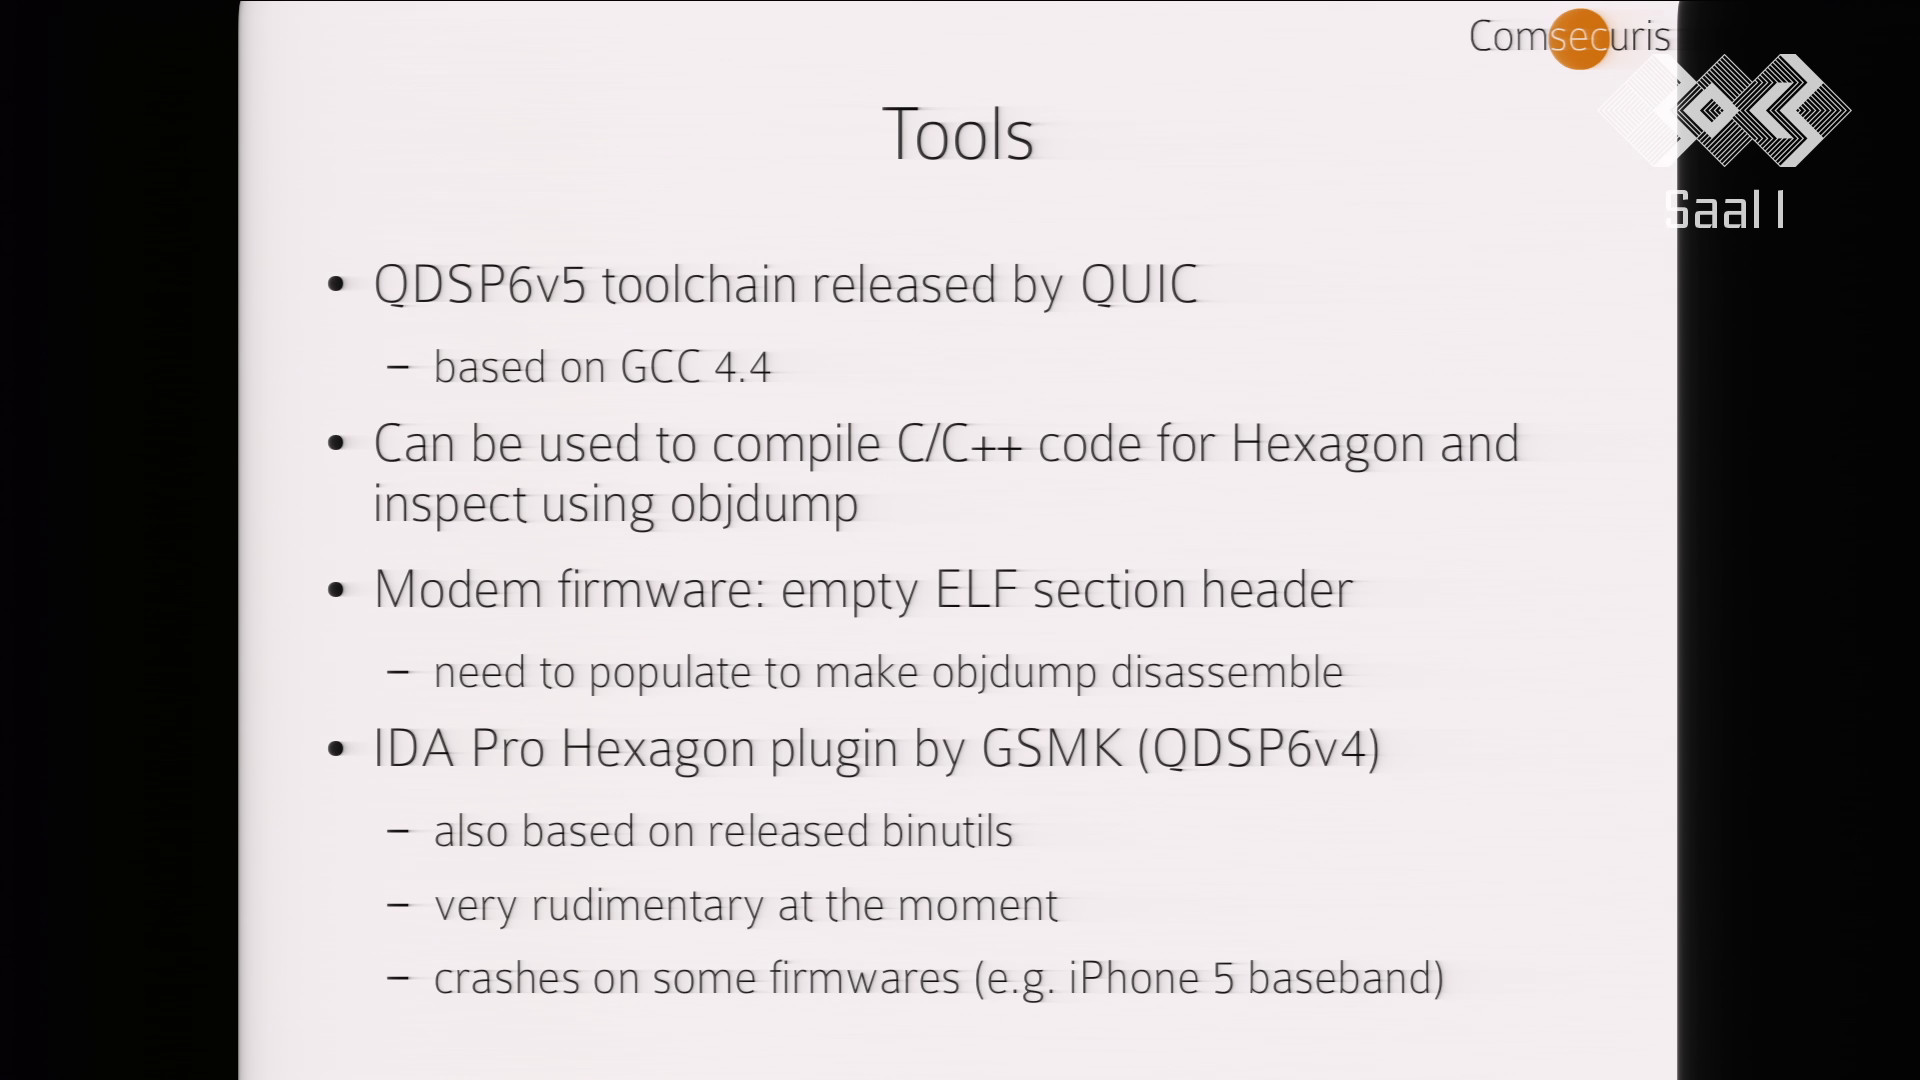 Comsecuris
Saal 1
Tools
• QDSP6v5 toolchain released by QUIC
– based on GCC 4.4
• Can be used to compile C/C++ code for Hexagon and
inspect using objdump
• Modem firmware: empty ELF section header
– need to populate to make objdump disassemble
• IDA Pro Hexagon plugin by GSMK (QDSP6v4)
– also based on released binutils
– very rudimentary at the moment
– crashes on some firmwares (e.g. iPhone 5 baseband)